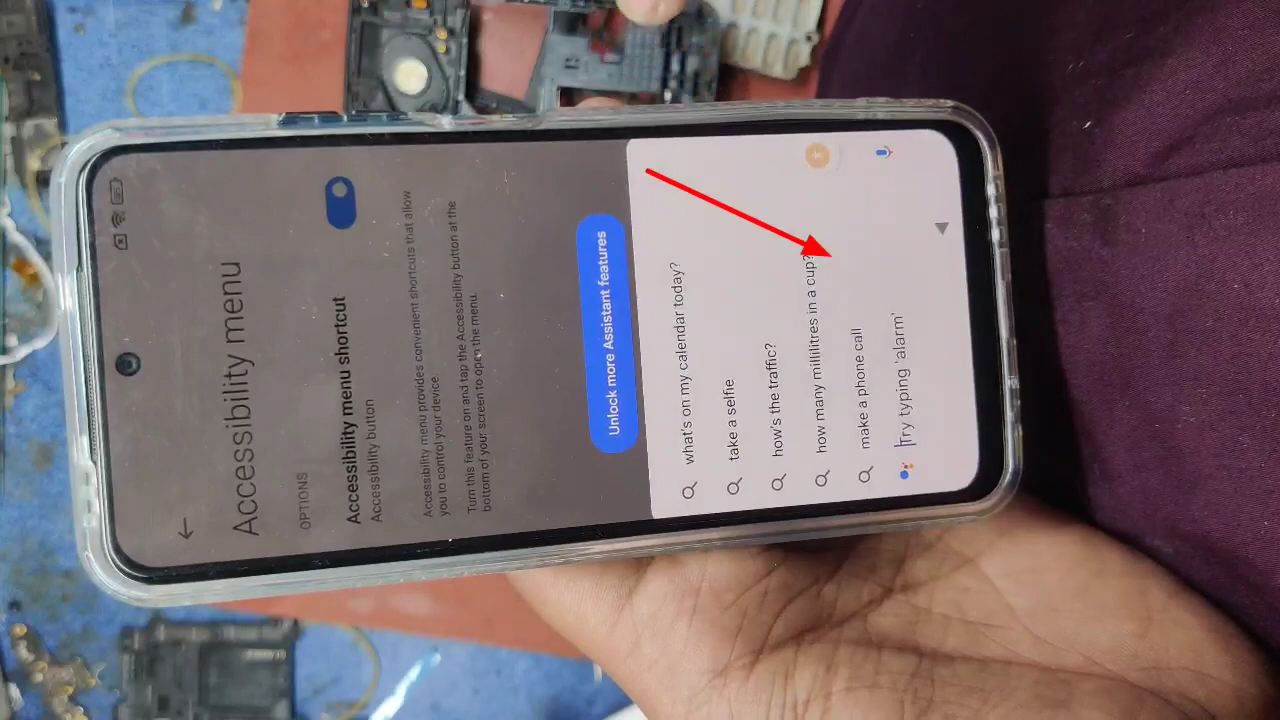 Accessibility menu
OPTIONS
Accessibility menu shortcut
Accessibility button
Accessibility menu provides convenient shortcuts that allow
you to control your device.
Turn this feature on and tap the Accessibility button at the
bottom of your screen to open the menu.
Unlock more Assistant features
what's on my calendar today?
take a selfie
how's the traffic?
how many millilitres in a cup?
make a phone call
Try typing 'alarm'